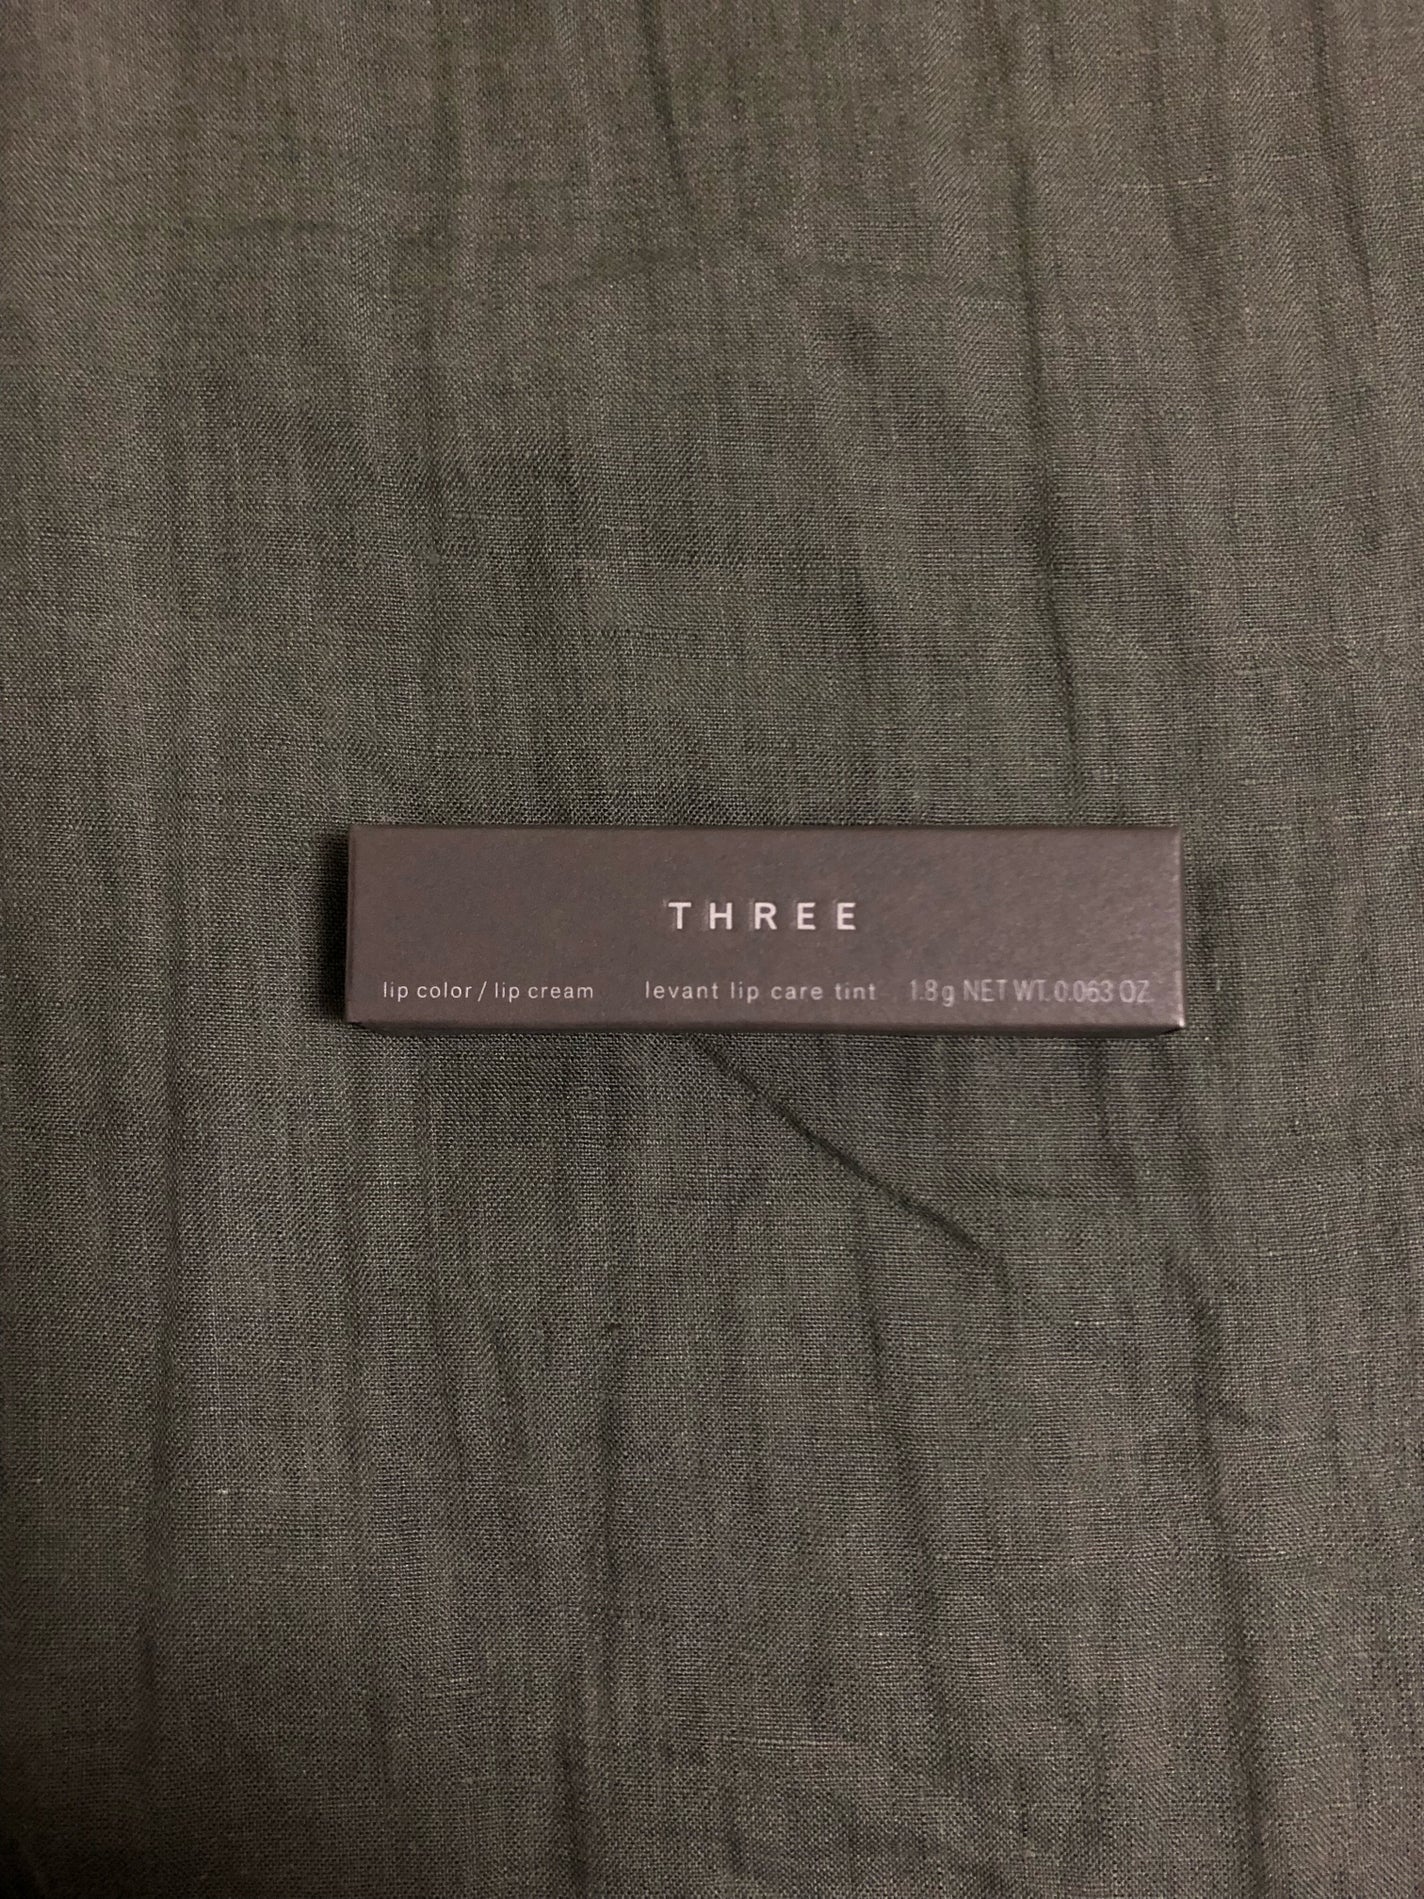 THREE
lip color / lip cream levant lip care tint 1.8g NET WT. 0.063 OZ.